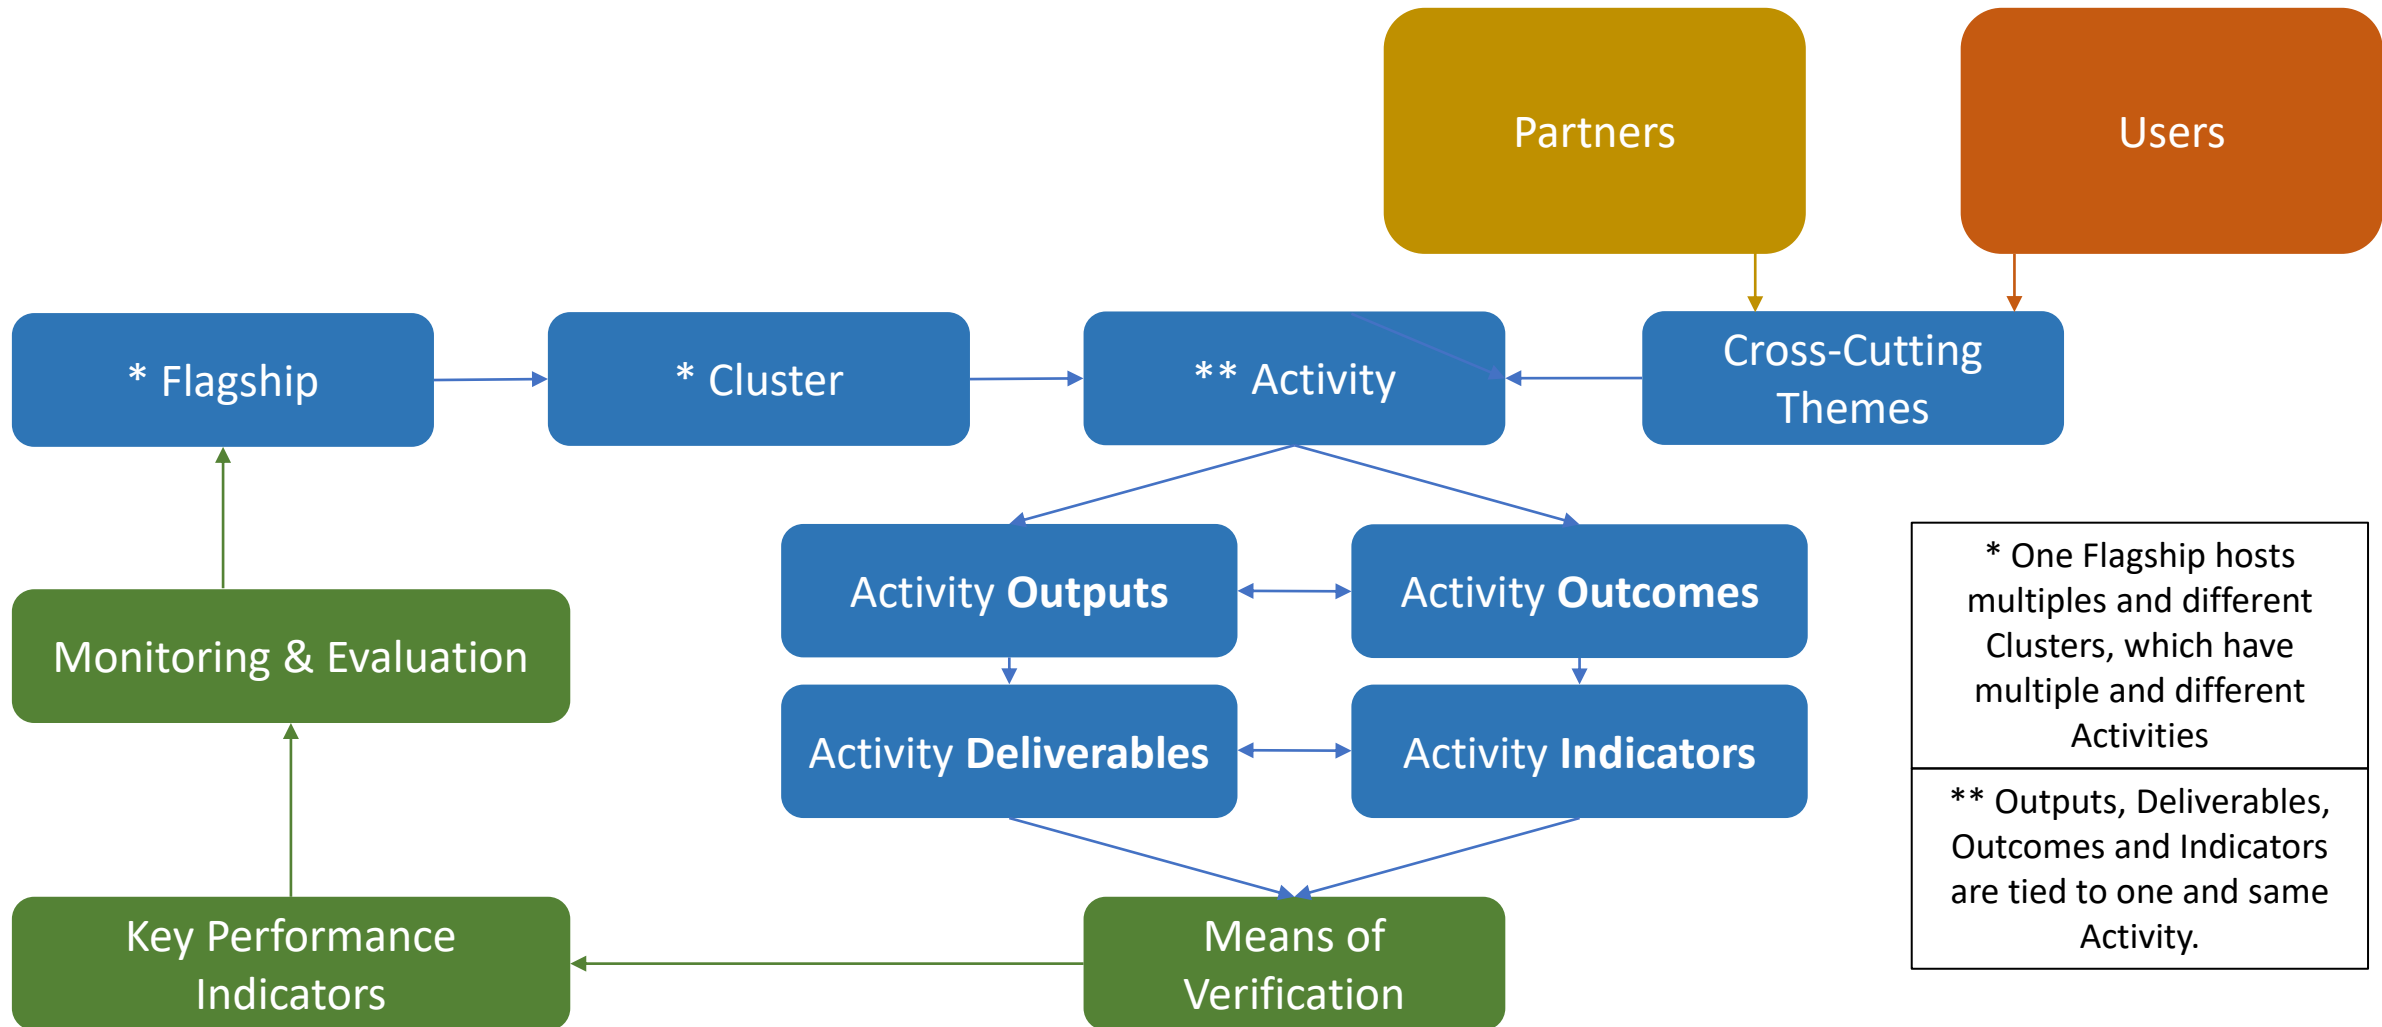 Partners
Users
* Flagship
* Cluster
** Activity
Cross-Cutting
Themes
Activity Outputs
Activity Outcomes
* One Flagship hosts
multiples and different
Clusters, which have
multiple and different
Activities
Monitoring & Evaluation
Activity Deliverables
Activity Indicators
** Outputs, Deliverables,
Outcomes and Indicators
are tied to one and same
Activity.
Key Performance
Indicators
Means of
Verification